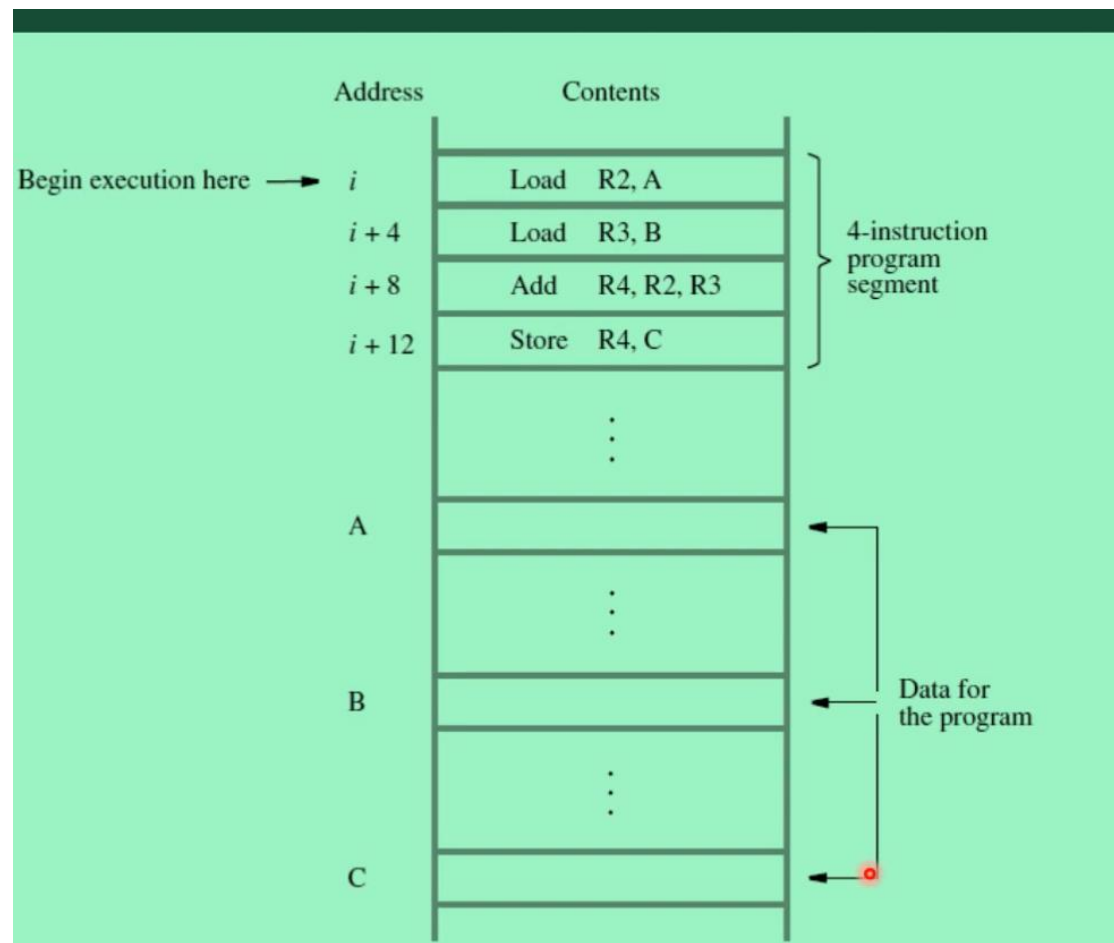 Address Contents
Begin execution here i Load R2, A
i + 4 Load R3, B
i + 8 Add R4, R2, R3
i + 12 Store R4, C
4-instruction
program
segment
A
B
Data for
the program
C